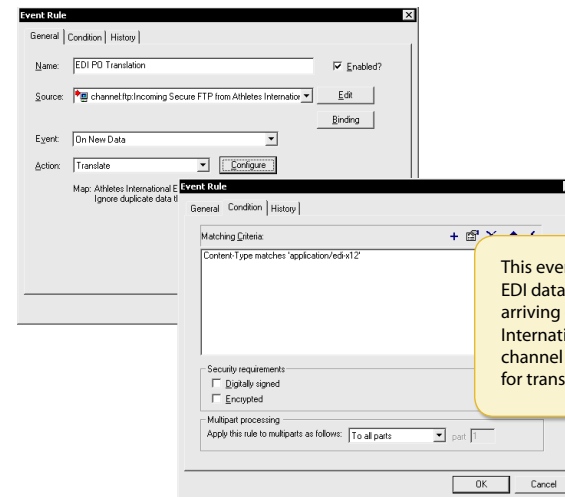 Event Rule
General Condition History
Name: EDI PO Translation Enabled?
Source: channel:ftp:Incoming Secure FTP from Athletes Internation Edit
Binding
Event: On New Data
Action: Translate Configure
Map: Athletes International E
Ignore duplicate data th
Event Rule
General Condition History
Matching Criteria:
Content-Type matches 'application/edi-x12'
Security requirements
Digitally signed
Encrypted
Multipart processing
Apply this rule to multiparts as follows: To all parts part 1
OK Cancel
This eve
EDI data
arriving
Internati
channel
for trans